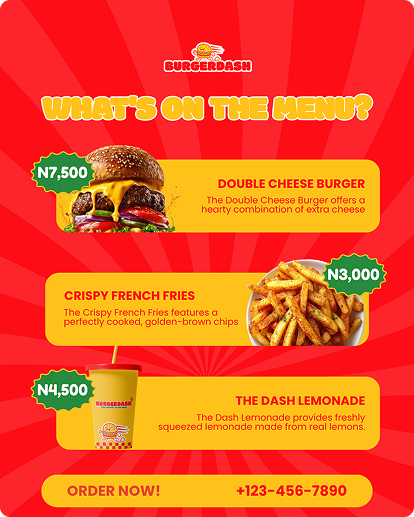 BURGERDASH
WHAT'S ON THE MENU?
N7,500
DOUBLE CHEESE BURGER
The Double Cheese Burger offers a
hearty combination of extra cheese
N3,000
CRISPY FRENCH FRIES
The Crispy French Fries features a
perfectly cooked, golden-brown chips
N4,500
BURGERDASH
THE DASH LEMONADE
The Dash Lemonade provides freshly
squeezed lemonade made from real lemons.
ORDER NOW!
+123-456-7890